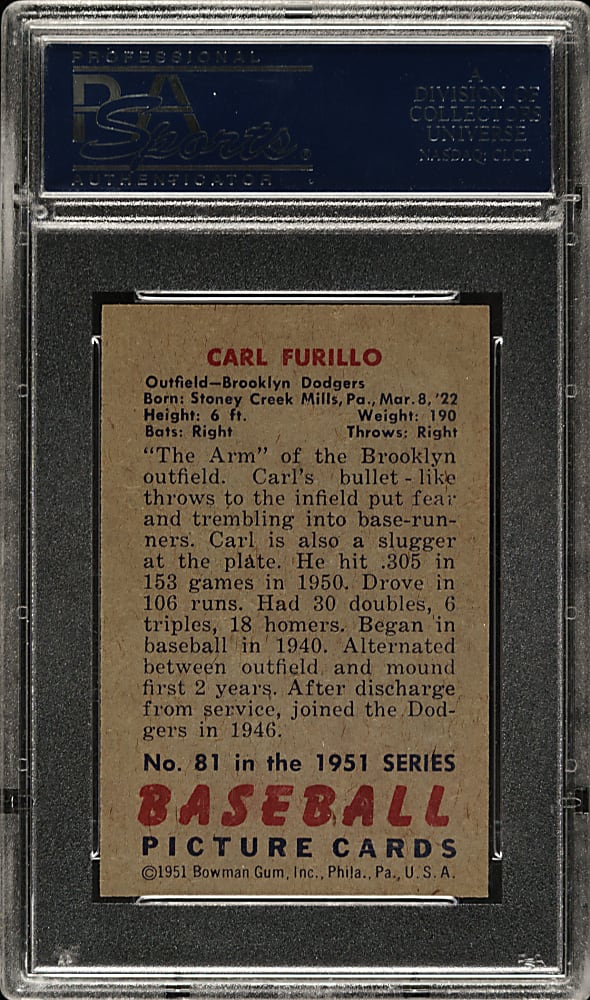 PROFESSIONAL
PSA
Sports
AUTHENTICATOR
A
DIVISION OF
COLLECTORS
UNIVERSE
NASDAQ: CLCT
CARL FURILLO
Outfield—Brooklyn Dodgers
Born: Stoney Creek Mills, Pa., Mar. 8, '22
Height: 6 ft. Weight: 190
Bats: Right Throws: Right
"The Arm" of the Brooklyn
outfield. Carl's bullet-like
throws to the infield put fear
and trembling into base-run-
ners. Carl is also a slugger
at the plate. He hit .305 in
153 games in 1950. Drove in
106 runs. Had 30 doubles, 6
triples, 18 homers. Began in
baseball in 1940. Alternated
between outfield and mound
first 2 years. After discharge
from service, joined the Dod-
gers in 1946.
No. 81 in the 1951 SERIES
BASEBALL
PICTURE CARDS
©1951 Bowman Gum, Inc., Phila., Pa., U.S.A.